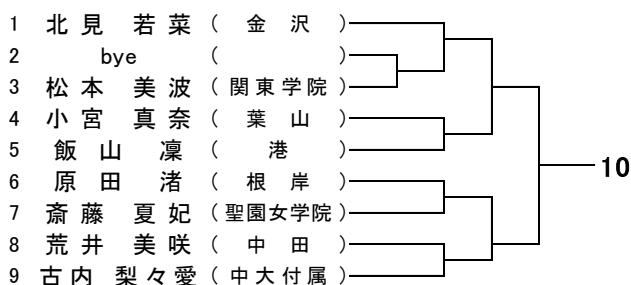 1 北見 若菜 ( 金沢 )
2 bye ( )
3 松本 美波 ( 関東学院 )
4 小宮 真奈 ( 葉山 )
5 飯山 凜 ( 港 )
6 原田 渚 ( 根岸 )
7 斎藤 夏妃 ( 聖園女学院 )
8 荒井 美咲 ( 中田 )
9 古内 梨々愛 ( 中大付属 )
10